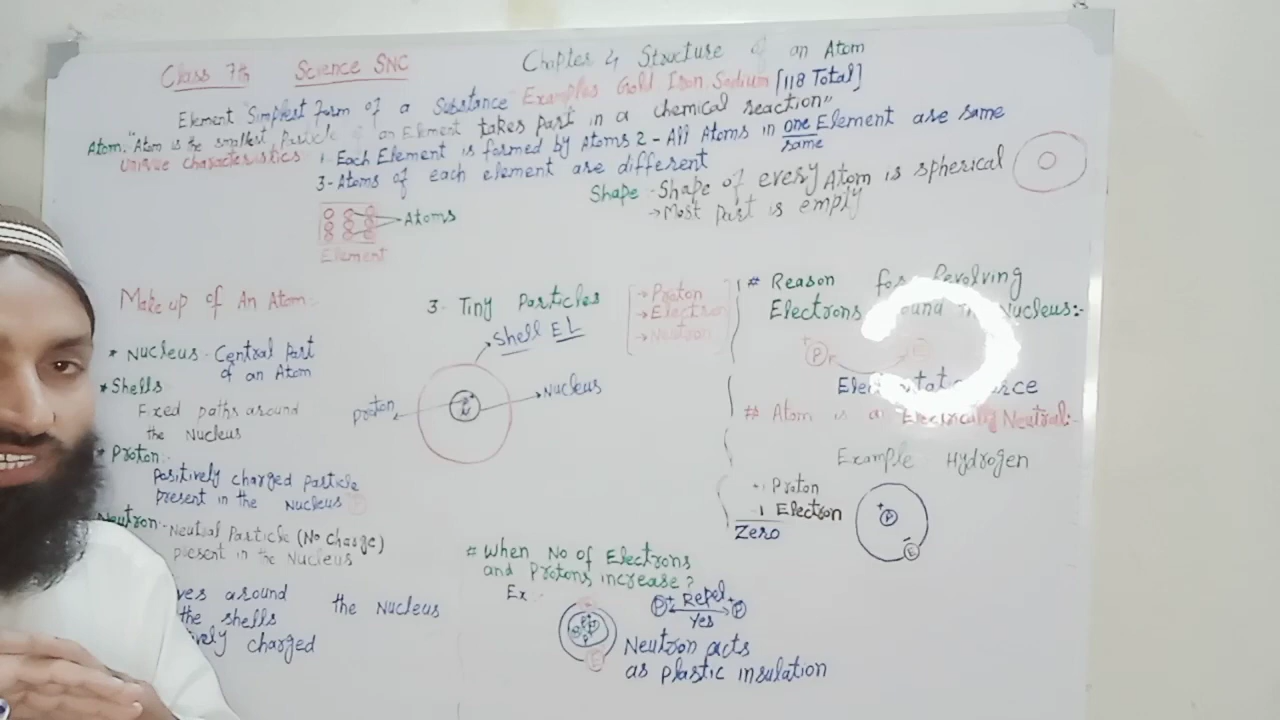 Class 7th Science SNC Chapter 4 Structure of an Atom
Element "Simplest form of a Substance" Examples Gold Iron Sodium [118 Total]
Atom: "Atom is the smallest Particle of an Element takes part in a chemical reaction"
Unique characteristics 1. Each Element is formed by Atoms 2 - All Atoms in one Element are same
same
3- Atoms of each element are different
Shape - Shape of every Atom is spherical
→ Most Part is empty
Atoms
Element
Make up of An Atom:
3. Tiny Particles
→ Proton
→ Electron
→ Neutron
Shell EL
Nucleus
Proton
N
* Nucleus - Central Part
of an Atom
* Shells
Fixed paths around
the Nucleus
* Proton:-
Positively charged Particle
Present in the Nucleus
Neutron:- Neutral Particle (No charge)
Present in the Nucleus
ves around the Nucleus
the shells
ively charged
# Reason for Revolving
Electrons ound Nucleus:-
+ P
Ele rce
# Atom is a Electrically Neutral:-
Example Hydrogen
1 Proton
1 Electron
Zero
+ P
- E
# When No of Electrons
and Protons increase?
Ex
E
P + Repel + P
Yes
Neutron acts
as plastic insulation